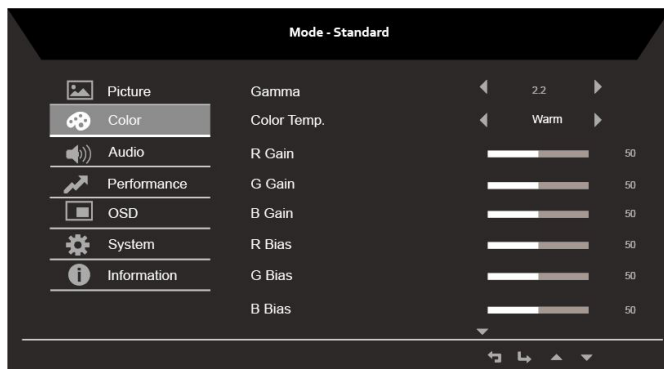 Mode - Standard
Picture
Gamma
2.2
Color
Color Temp.
Warm
Audio
R Gain
50
Performance
G Gain
50
OSD
B Gain
50
System
R Bias
50
Information
G Bias
50
B Bias
50